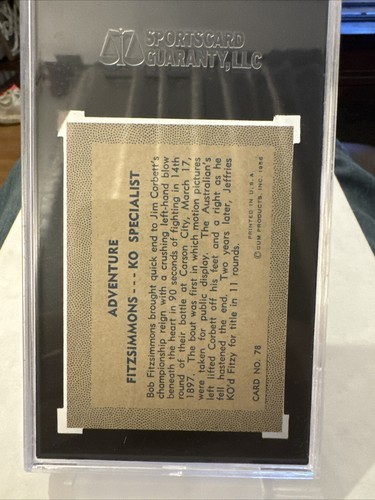 SPORTSCARD
GUARANTY, LLC
ADVENTURE
FITZSIMMONS---KO SPECIALIST
Bob Fitzsimmons brought quick end to Jim Corbett's
championship reign with a crushing left-hand blow
beneath the heart in 90 seconds of fighting in 14th
round of their battle at Carson City, March 17,
1897. The bout was first in which motion pictures
were taken for public display. The Australian's
left lifted Corbett off his feet and a right as he
fell hastened the end. Two years later, Jeffries
KO'd Fitzy for title in 11 rounds.
PRINTED IN U.S.A.
CARD NO. 78 © GUM PRODUCTS INC. 1956